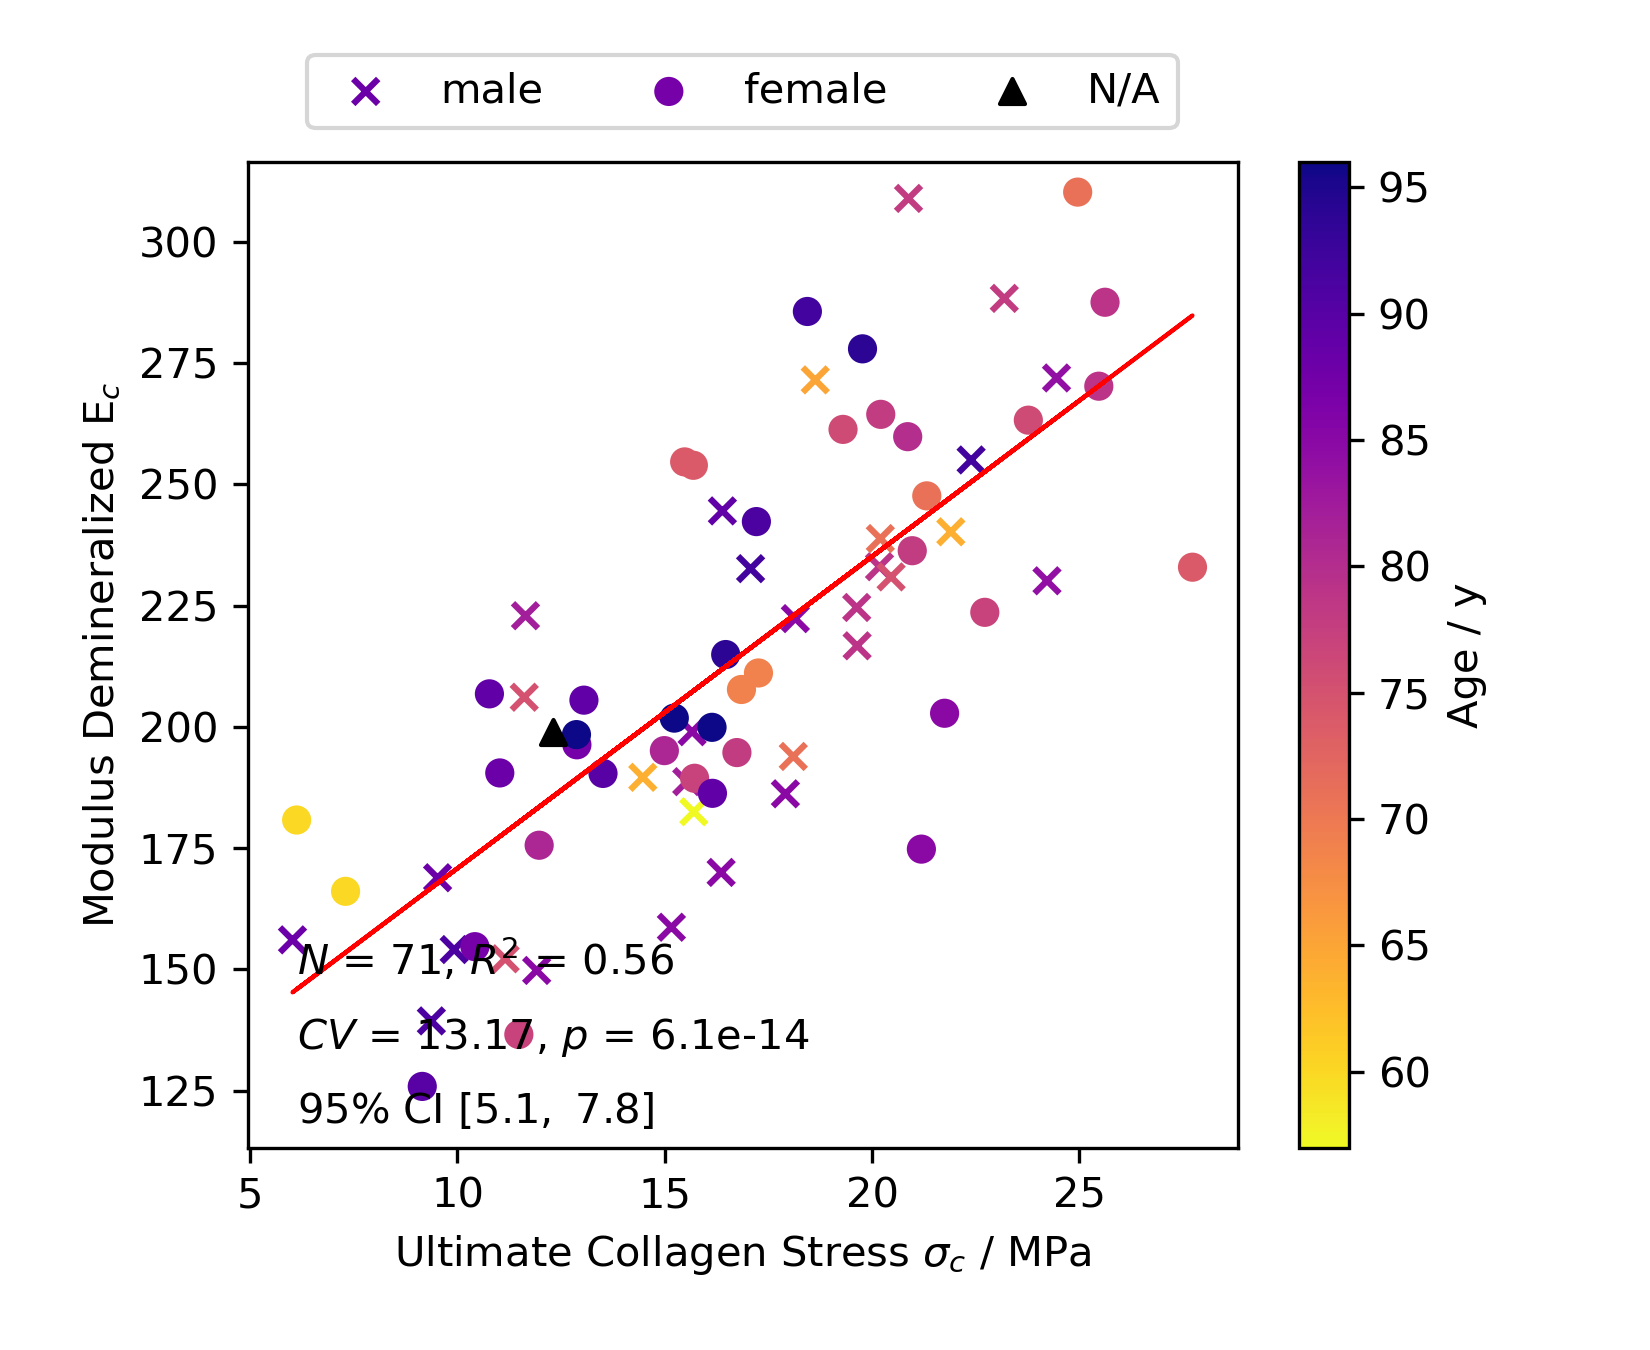 male female N/A
300
275
250
225
200
175
150
125
Modulus Demineralized E_c
N = 71, R² = 0.56
CV = 13.17, p = 6.1e-14
95% CI [5.1, 7.8]
5 10 15 20 25
Ultimate Collagen Stress σ_c / MPa
95
90
85
80
75
70
65
60
Age / y